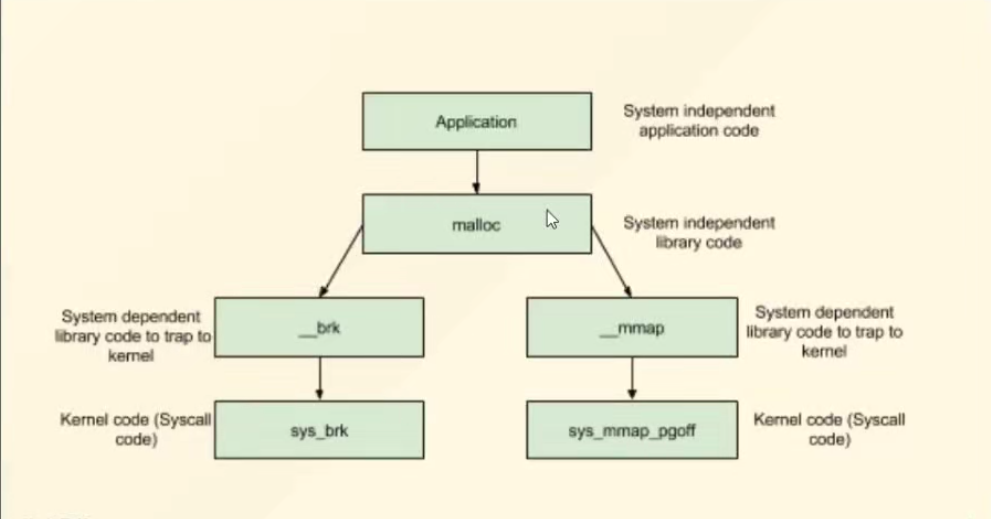 Application
System independent
application code
malloc
System independent
library code
System dependent
library code to trap to
kernel
__brk
__mmap
System dependent
library code to trap to
kernel
Kernel code (Syscall
code)
sys_brk
sys_mmap_pgoff
Kernel code (Syscall
code)